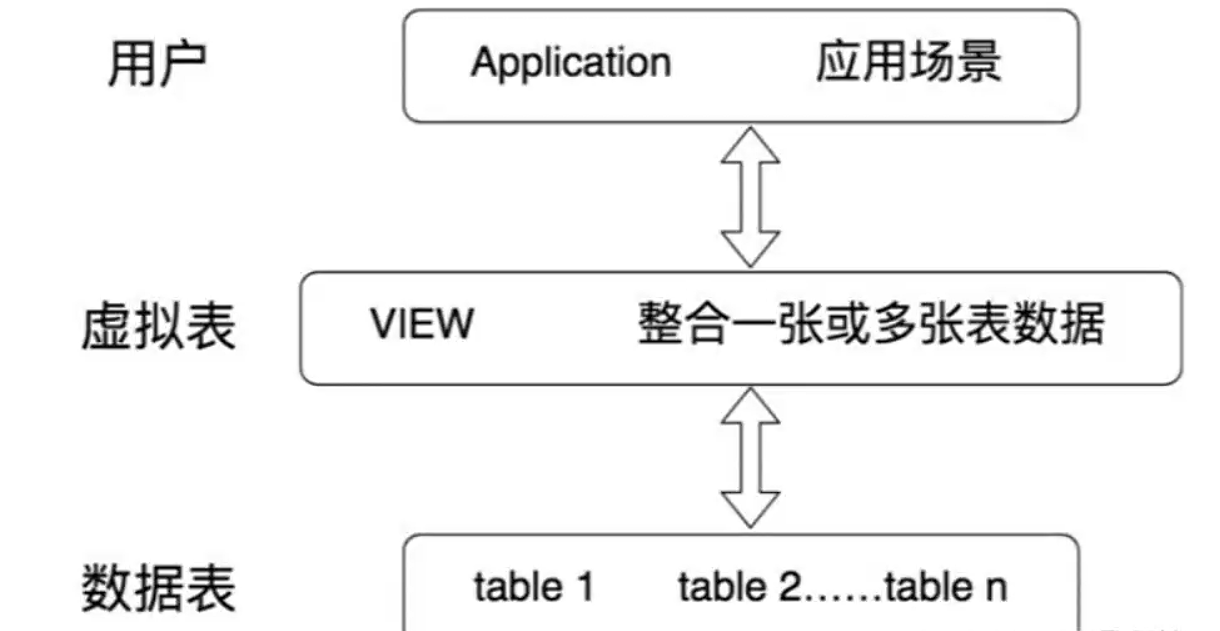 用户 Application 应用场景
虚拟表 VIEW 整合一张或多张表数据
数据表 table 1 table 2......table n